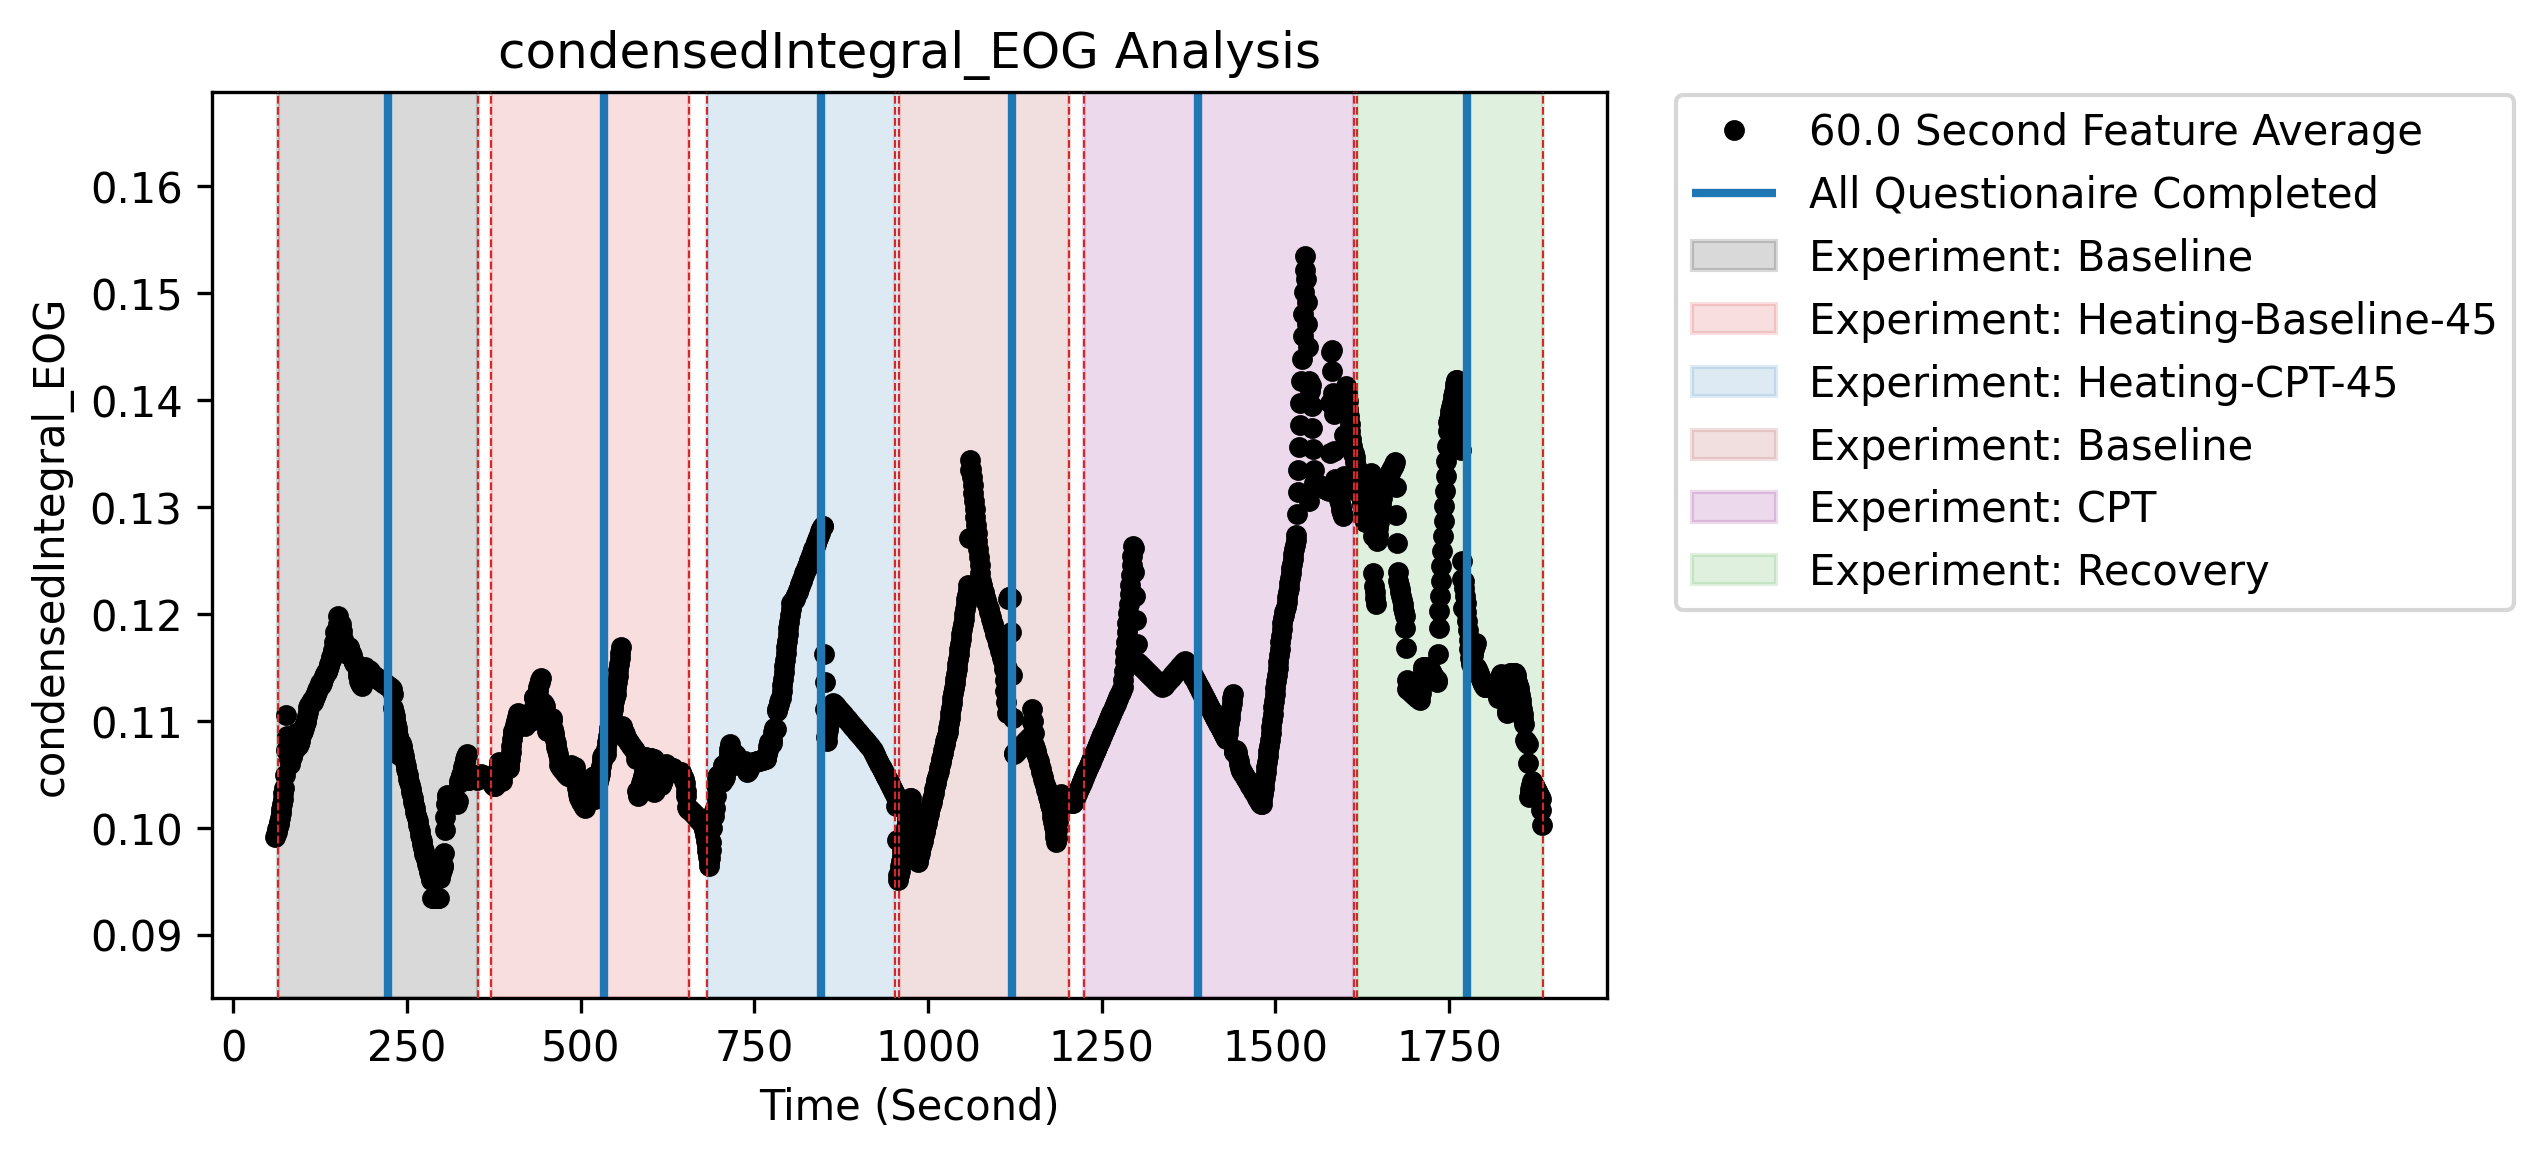 condensedIntegral_EOG Analysis
condensedIntegral_EOG
0.16
0.15
0.14
0.13
0.12
0.11
0.10
0.09
0 250 500 750 1000 1250 1500 1750
Time (Second)
60.0 Second Feature Average
All Questionaire Completed
Experiment: Baseline
Experiment: Heating-Baseline-45
Experiment: Heating-CPT-45
Experiment: Baseline
Experiment: CPT
Experiment: Recovery